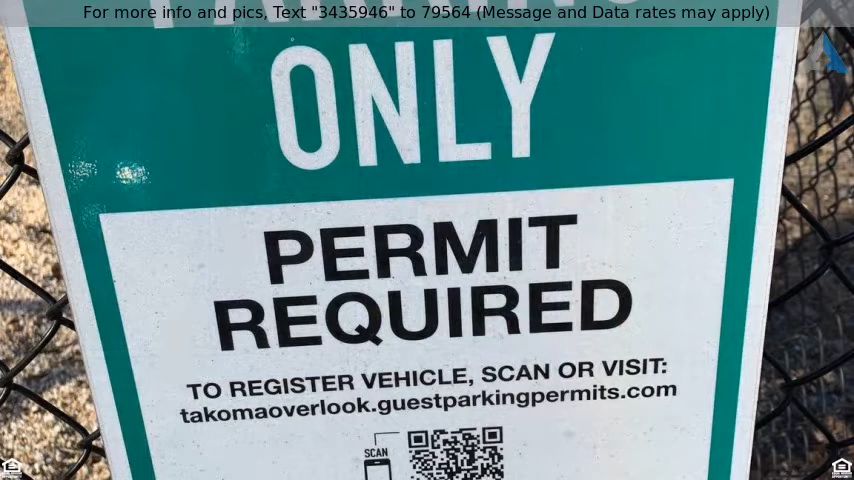 For more info and pics, Text "3435946" to 79564 (Message and Data rates may apply)
ONLY
PERMIT
REQUIRED
TO REGISTER VEHICLE, SCAN OR VISIT:
takomaoverlook.guestparkingpermits.com
SCAN